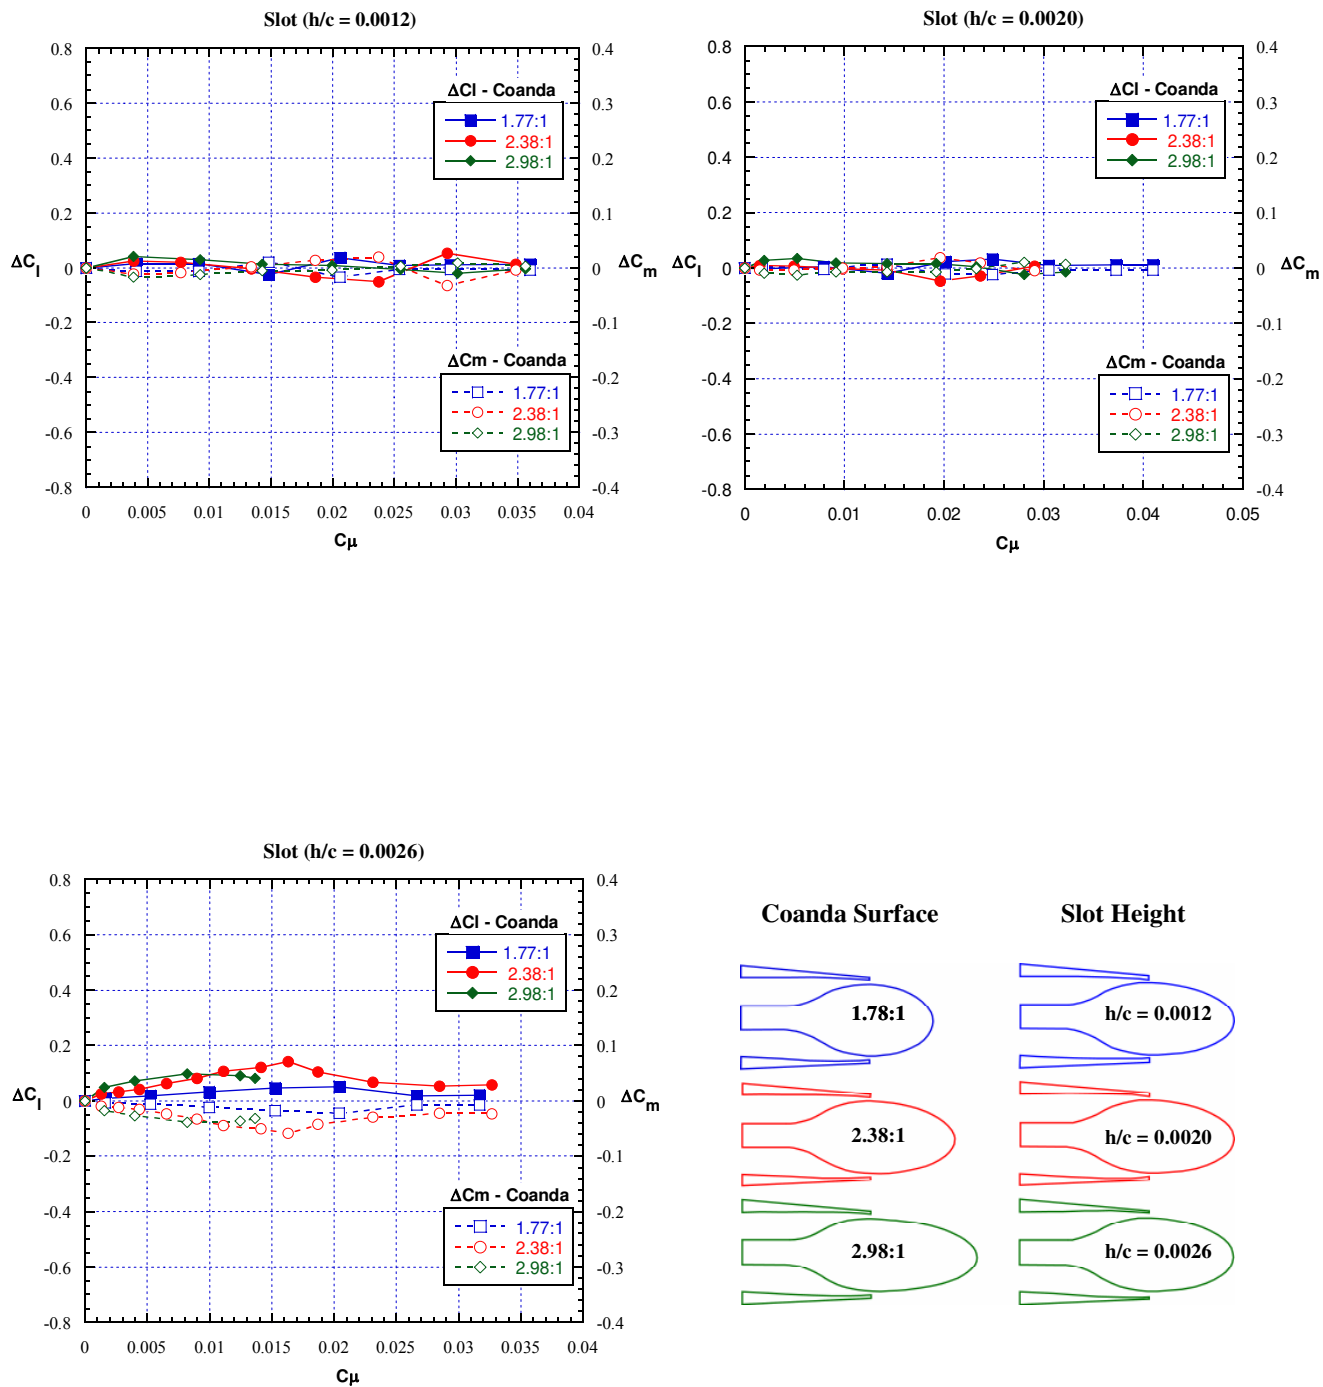 Slot (h/c = 0.0012)
0.8
0.6
0.4
0.2
0
-0.2
-0.4
-0.6
-0.8
ΔCl
0.4
0.3
0.2
0.1
0
-0.1
-0.2
-0.3
-0.4
ΔCm
ΔCl - Coanda
1.77:1
2.38:1
2.98:1
ΔCm - Coanda
1.77:1
2.38:1
2.98:1
0 0.005 0.01 0.015 0.02 0.025 0.03 0.035 0.04
Cμ
Slot (h/c = 0.0020)
0.8
0.6
0.4
0.2
0
-0.2
-0.4
-0.6
-0.8
ΔCl
0.4
0.3
0.2
0.1
0
-0.1
-0.2
-0.3
-0.4
ΔCm
ΔCl - Coanda
1.77:1
2.38:1
2.98:1
ΔCm - Coanda
1.77:1
2.38:1
2.98:1
0 0.01 0.02 0.03 0.04 0.05
Cμ
Slot (h/c = 0.0026)
0.8
0.6
0.4
0.2
0
-0.2
-0.4
-0.6
-0.8
ΔCl
0.4
0.3
0.2
0.1
0
-0.1
-0.2
-0.3
-0.4
ΔCm
ΔCl - Coanda
1.77:1
2.38:1
2.98:1
ΔCm - Coanda
1.77:1
2.38:1
2.98:1
0 0.005 0.01 0.015 0.02 0.025 0.03 0.035 0.04
Cμ
Coanda Surface
1.78:1
2.38:1
2.98:1
Slot Height
h/c = 0.0012
h/c = 0.0020
h/c = 0.0026